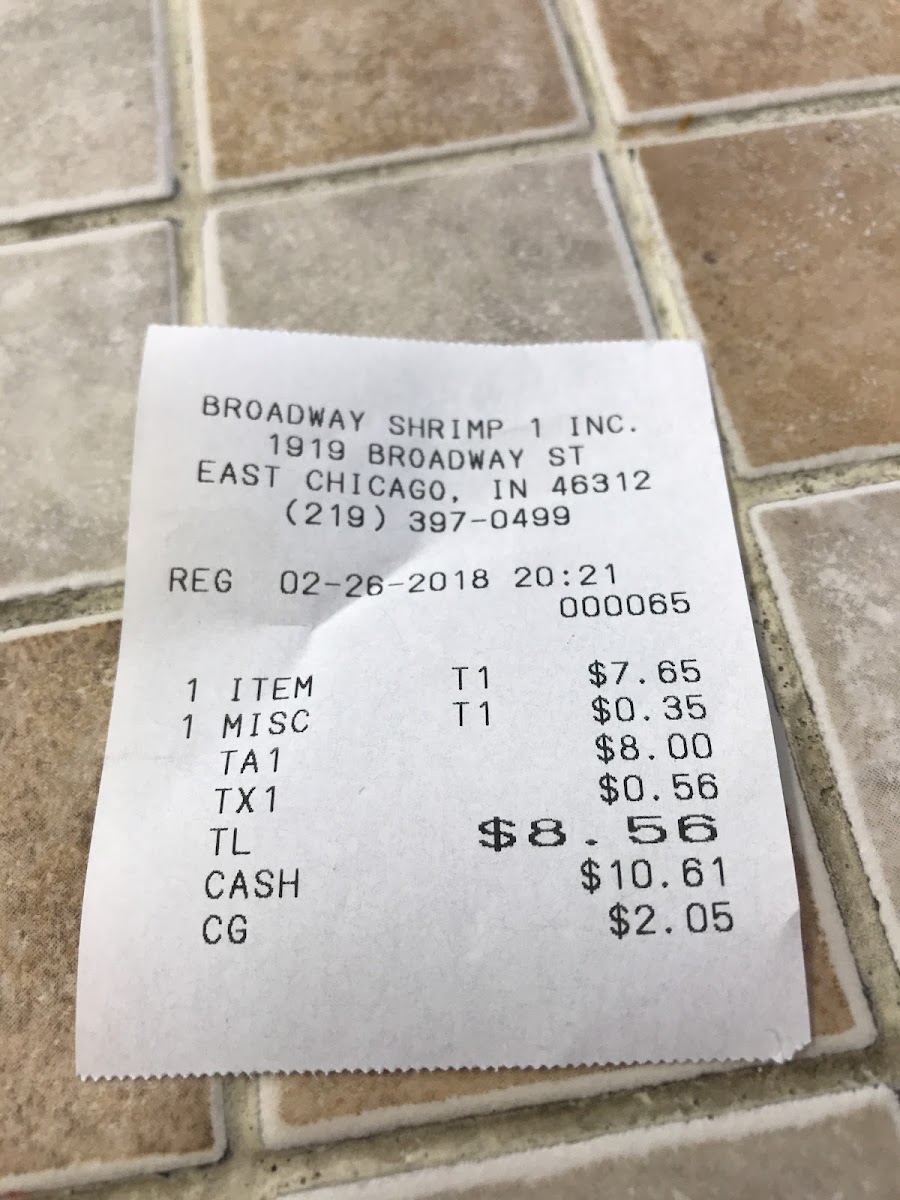 BROADWAY SHRIMP 1 INC.
1919 BROADWAY ST
EAST CHICAGO, IN 46312
(219) 397-0499
REG 02-26-2018 20:21
000065
1 ITEM T1 $7.65
1 MISC T1 $0.35
TA1 $8.00
TX1 $0.56
TL $8.56
CASH $10.61
CG $2.05